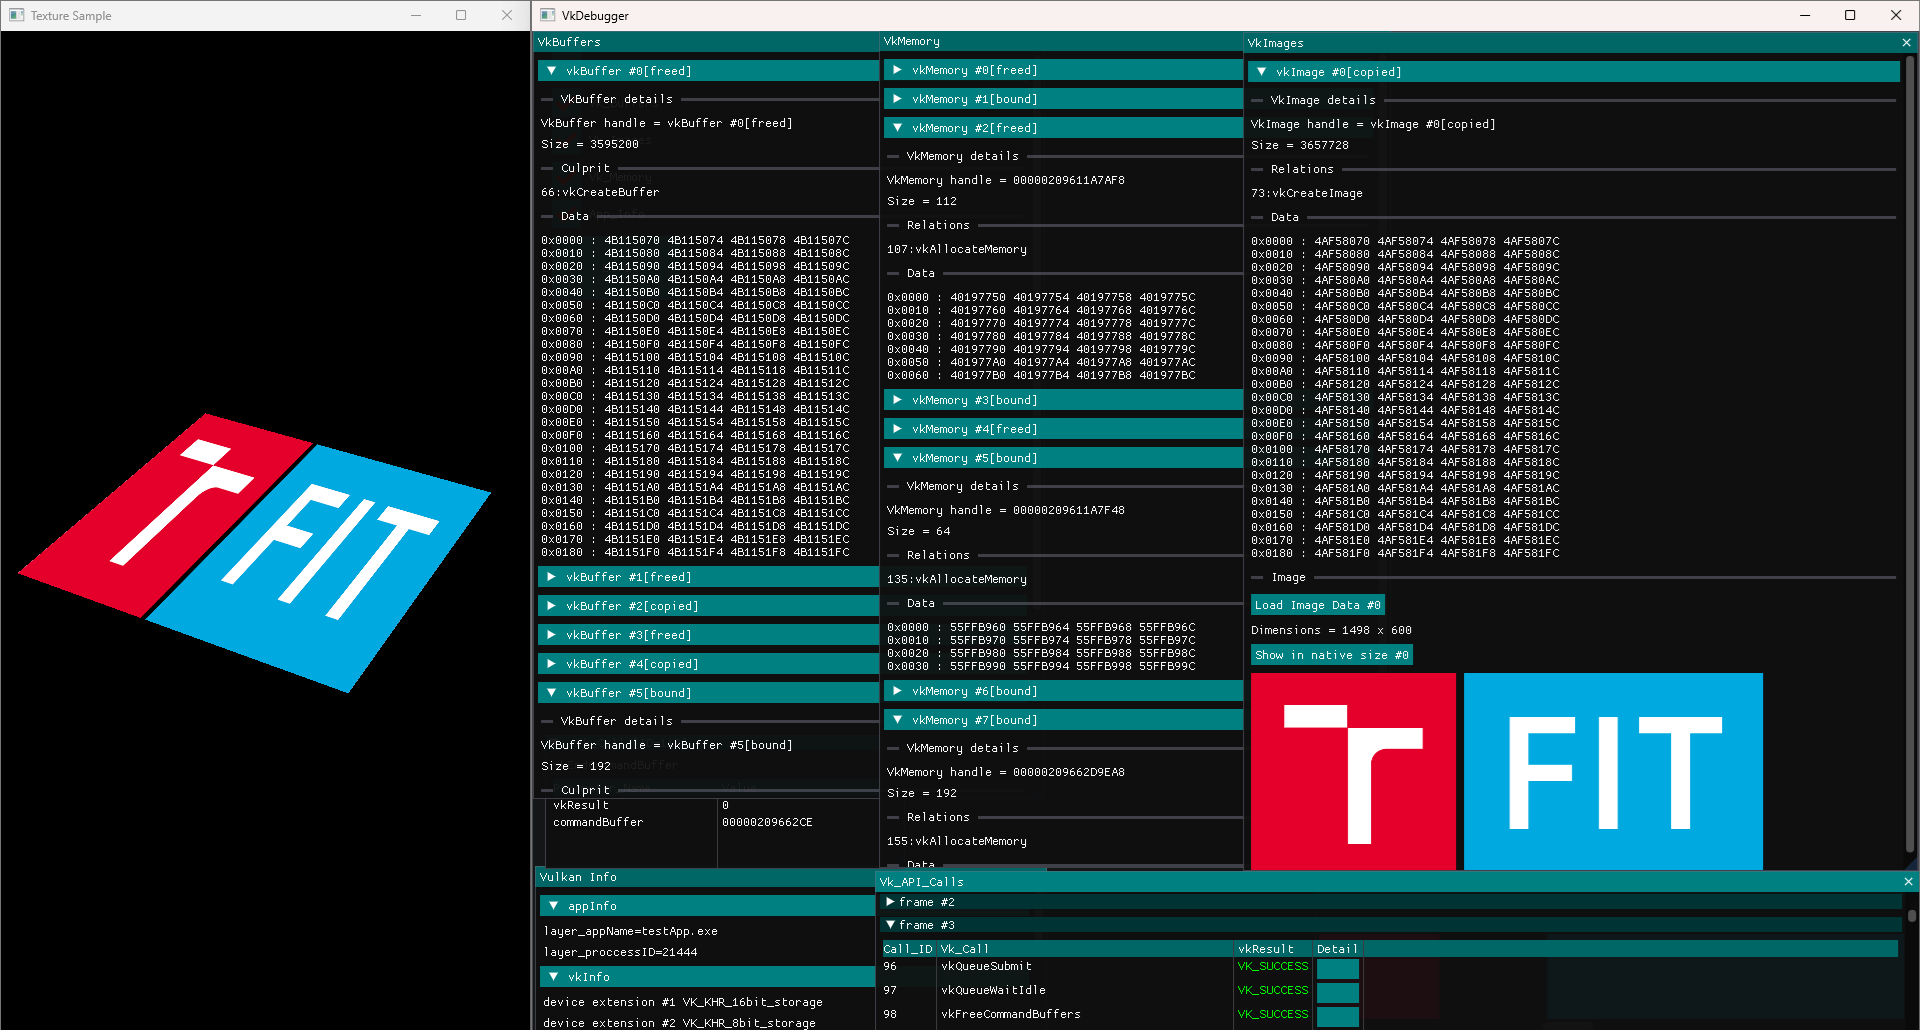 Texture Sample
T FIT
VkDebugger
VkBuffers
vkBuffer #0[freed]
VkBuffer details
VkBuffer handle = vkBuffer #0[freed]
Size = 3595200
Culprit
66:vkCreateBuffer
Data
0x0000 : 4B115070 4B115074 4B115078 4B11507C
0x0010 : 4B115080 4B115084 4B115088 4B11508C
0x0020 : 4B115090 4B115094 4B115098 4B11509C
0x0030 : 4B1150A0 4B1150A4 4B1150A8 4B1150AC
0x0040 : 4B1150B0 4B1150B4 4B1150B8 4B1150BC
0x0050 : 4B1150C0 4B1150C4 4B1150C8 4B1150CC
0x0060 : 4B1150D0 4B1150D4 4B1150D8 4B1150DC
0x0070 : 4B1150E0 4B1150E4 4B1150E8 4B1150EC
0x0080 : 4B1150F0 4B1150F4 4B1150F8 4B1150FC
0x0090 : 4B115100 4B115104 4B115108 4B11510C
0x00A0 : 4B115110 4B115114 4B115118 4B11511C
0x00B0 : 4B115120 4B115124 4B115128 4B11512C
0x00C0 : 4B115130 4B115134 4B115138 4B11513C
0x00D0 : 4B115140 4B115144 4B115148 4B11514C
0x00E0 : 4B115150 4B115154 4B115158 4B11515C
0x00F0 : 4B115160 4B115164 4B115168 4B11516C
0x0100 : 4B115170 4B115174 4B115178 4B11517C
0x0110 : 4B115180 4B115184 4B115188 4B11518C
0x0120 : 4B115190 4B115194 4B115198 4B11519C
0x0130 : 4B1151A0 4B1151A4 4B1151A8 4B1151AC
0x0140 : 4B1151B0 4B1151B4 4B1151B8 4B1151BC
0x0150 : 4B1151C0 4B1151C4 4B1151C8 4B1151CC
0x0160 : 4B1151D0 4B1151D4 4B1151D8 4B1151DC
0x0170 : 4B1151E0 4B1151E4 4B1151E8 4B1151EC
0x0180 : 4B1151F0 4B1151F4 4B1151F8 4B1151FC
vkBuffer #1[freed]
vkBuffer #2[copied]
vkBuffer #3[freed]
vkBuffer #4[copied]
vkBuffer #5[bound]
VkBuffer details
VkBuffer handle = vkBuffer #5[bound]
Size = 192
Culprit
vkResult 0
commandBuffer 00000209662CE
Vulkan Info
appInfo
layer_appName=testApp.exe
layer_proccessID=21444
vkInfo
device extension #1 VK_KHR_16bit_storage
device extension #2 VK_KHR_8bit_storage
VkMemory
vkMemory #0[freed]
vkMemory #1[bound]
vkMemory #2[freed]
VkMemory details
VkMemory handle = 00000209611A7AF8
Size = 112
Relations
107:vkAllocateMemory
Data
0x0000 : 40197750 40197754 40197758 4019775C
0x0010 : 40197760 40197764 40197768 4019776C
0x0020 : 40197770 40197774 40197778 4019777C
0x0030 : 40197780 40197784 40197788 4019778C
0x0040 : 40197790 40197794 40197798 4019779C
0x0050 : 401977A0 401977A4 401977A8 401977AC
0x0060 : 401977B0 401977B4 401977B8 401977BC
vkMemory #3[bound]
vkMemory #4[freed]
vkMemory #5[bound]
VkMemory details
VkMemory handle = 00000209611A7F48
Size = 64
Relations
135:vkAllocateMemory
Data
0x0000 : 55FFB960 55FFB964 55FFB968 55FFB96C
0x0010 : 55FFB970 55FFB974 55FFB978 55FFB97C
0x0020 : 55FFB980 55FFB984 55FFB988 55FFB98C
0x0030 : 55FFB990 55FFB994 55FFB998 55FFB99C
vkMemory #6[bound]
vkMemory #7[bound]
VkMemory details
VkMemory handle = 00000209662D9EA8
Size = 192
Relations
155:vkAllocateMemory
Data
VkImages
vkImage #0[copied]
VkImage details
VkImage handle = vkImage #0[copied]
Size = 3657728
Relations
73:vkCreateImage
Data
0x0000 : 4AF58070 4AF58074 4AF58078 4AF5807C
0x0010 : 4AF58080 4AF58084 4AF58088 4AF5808C
0x0020 : 4AF58090 4AF58094 4AF58098 4AF5809C
0x0030 : 4AF580A0 4AF580A4 4AF580A8 4AF580AC
0x0040 : 4AF580B0 4AF580B4 4AF580B8 4AF580BC
0x0050 : 4AF580C0 4AF580C4 4AF580C8 4AF580CC
0x0060 : 4AF580D0 4AF580D4 4AF580D8 4AF580DC
0x0070 : 4AF580E0 4AF580E4 4AF580E8 4AF580EC
0x0080 : 4AF580F0 4AF580F4 4AF580F8 4AF580FC
0x0090 : 4AF58100 4AF58104 4AF58108 4AF5810C
0x00A0 : 4AF58110 4AF58114 4AF58118 4AF5811C
0x00B0 : 4AF58120 4AF58124 4AF58128 4AF5812C
0x00C0 : 4AF58130 4AF58134 4AF58138 4AF5813C
0x00D0 : 4AF58140 4AF58144 4AF58148 4AF5814C
0x00E0 : 4AF58150 4AF58154 4AF58158 4AF5815C
0x00F0 : 4AF58160 4AF58164 4AF58168 4AF5816C
0x0100 : 4AF58170 4AF58174 4AF58178 4AF5817C
0x0110 : 4AF58180 4AF58184 4AF58188 4AF5818C
0x0120 : 4AF58190 4AF58194 4AF58198 4AF5819C
0x0130 : 4AF581A0 4AF581A4 4AF581A8 4AF581AC
0x0140 : 4AF581B0 4AF581B4 4AF581B8 4AF581BC
0x0150 : 4AF581C0 4AF581C4 4AF581C8 4AF581CC
0x0160 : 4AF581D0 4AF581D4 4AF581D8 4AF581DC
0x0170 : 4AF581E0 4AF581E4 4AF581E8 4AF581EC
0x0180 : 4AF581F0 4AF581F4 4AF581F8 4AF581FC
Image
Load Image Data #0
Dimensions = 1498 x 600
Show in native size #0
T FIT
Vk_API_Calls
frame #2
frame #3
Call_ID Vk_Call vkResult Detail
96 vkQueueSubmit VK_SUCCESS
97 vkQueueWaitIdle VK_SUCCESS
98 vkFreeCommandBuffers VK_SUCCESS